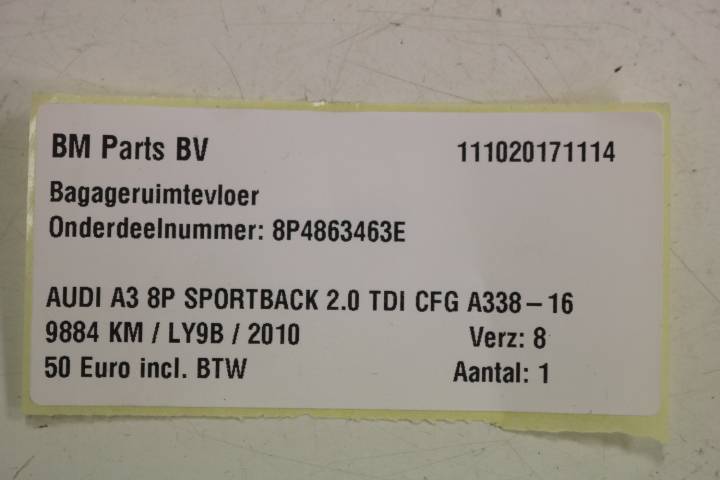 BM Parts BV 111020171114
Bagageruimtevloer
Onderdeelnummer: 8P4863463E
AUDI A3 8P SPORTBACK 2.0 TDI CFG A338-16
9884 KM / LY9B / 2010 Verz: 8
50 Euro incl. BTW Aantal: 1